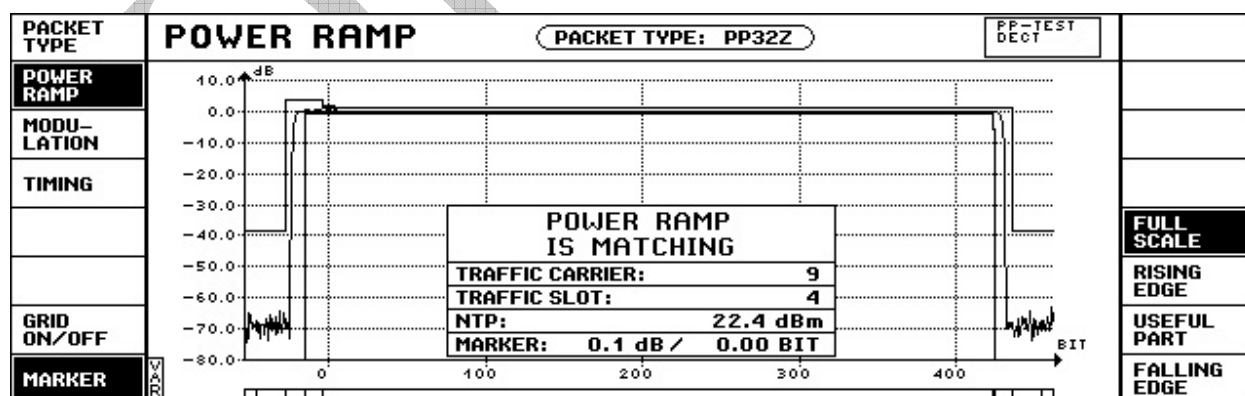 PACKET
TYPE
POWER
RAMP
MODU-
LATION
TIMING
GRID
ON/OFF
MARKER
POWER RAMP
PACKET TYPE: PP32Z
PP-TEST
DECT
dB
10.0
0.0
-10.0
-20.0
-30.0
-40.0
-50.0
-60.0
-70.0
-80.0
POWER RAMP
IS MATCHING
TRAFFIC CARRIER: 9
TRAFFIC SLOT: 4
NTP: 22.4 dBm
MARKER: 0.1 dB / 0.00 BIT
BIT
0 100 200 300 400
FULL
SCALE
RISING
EDGE
USEFUL
PART
FALLING
EDGE